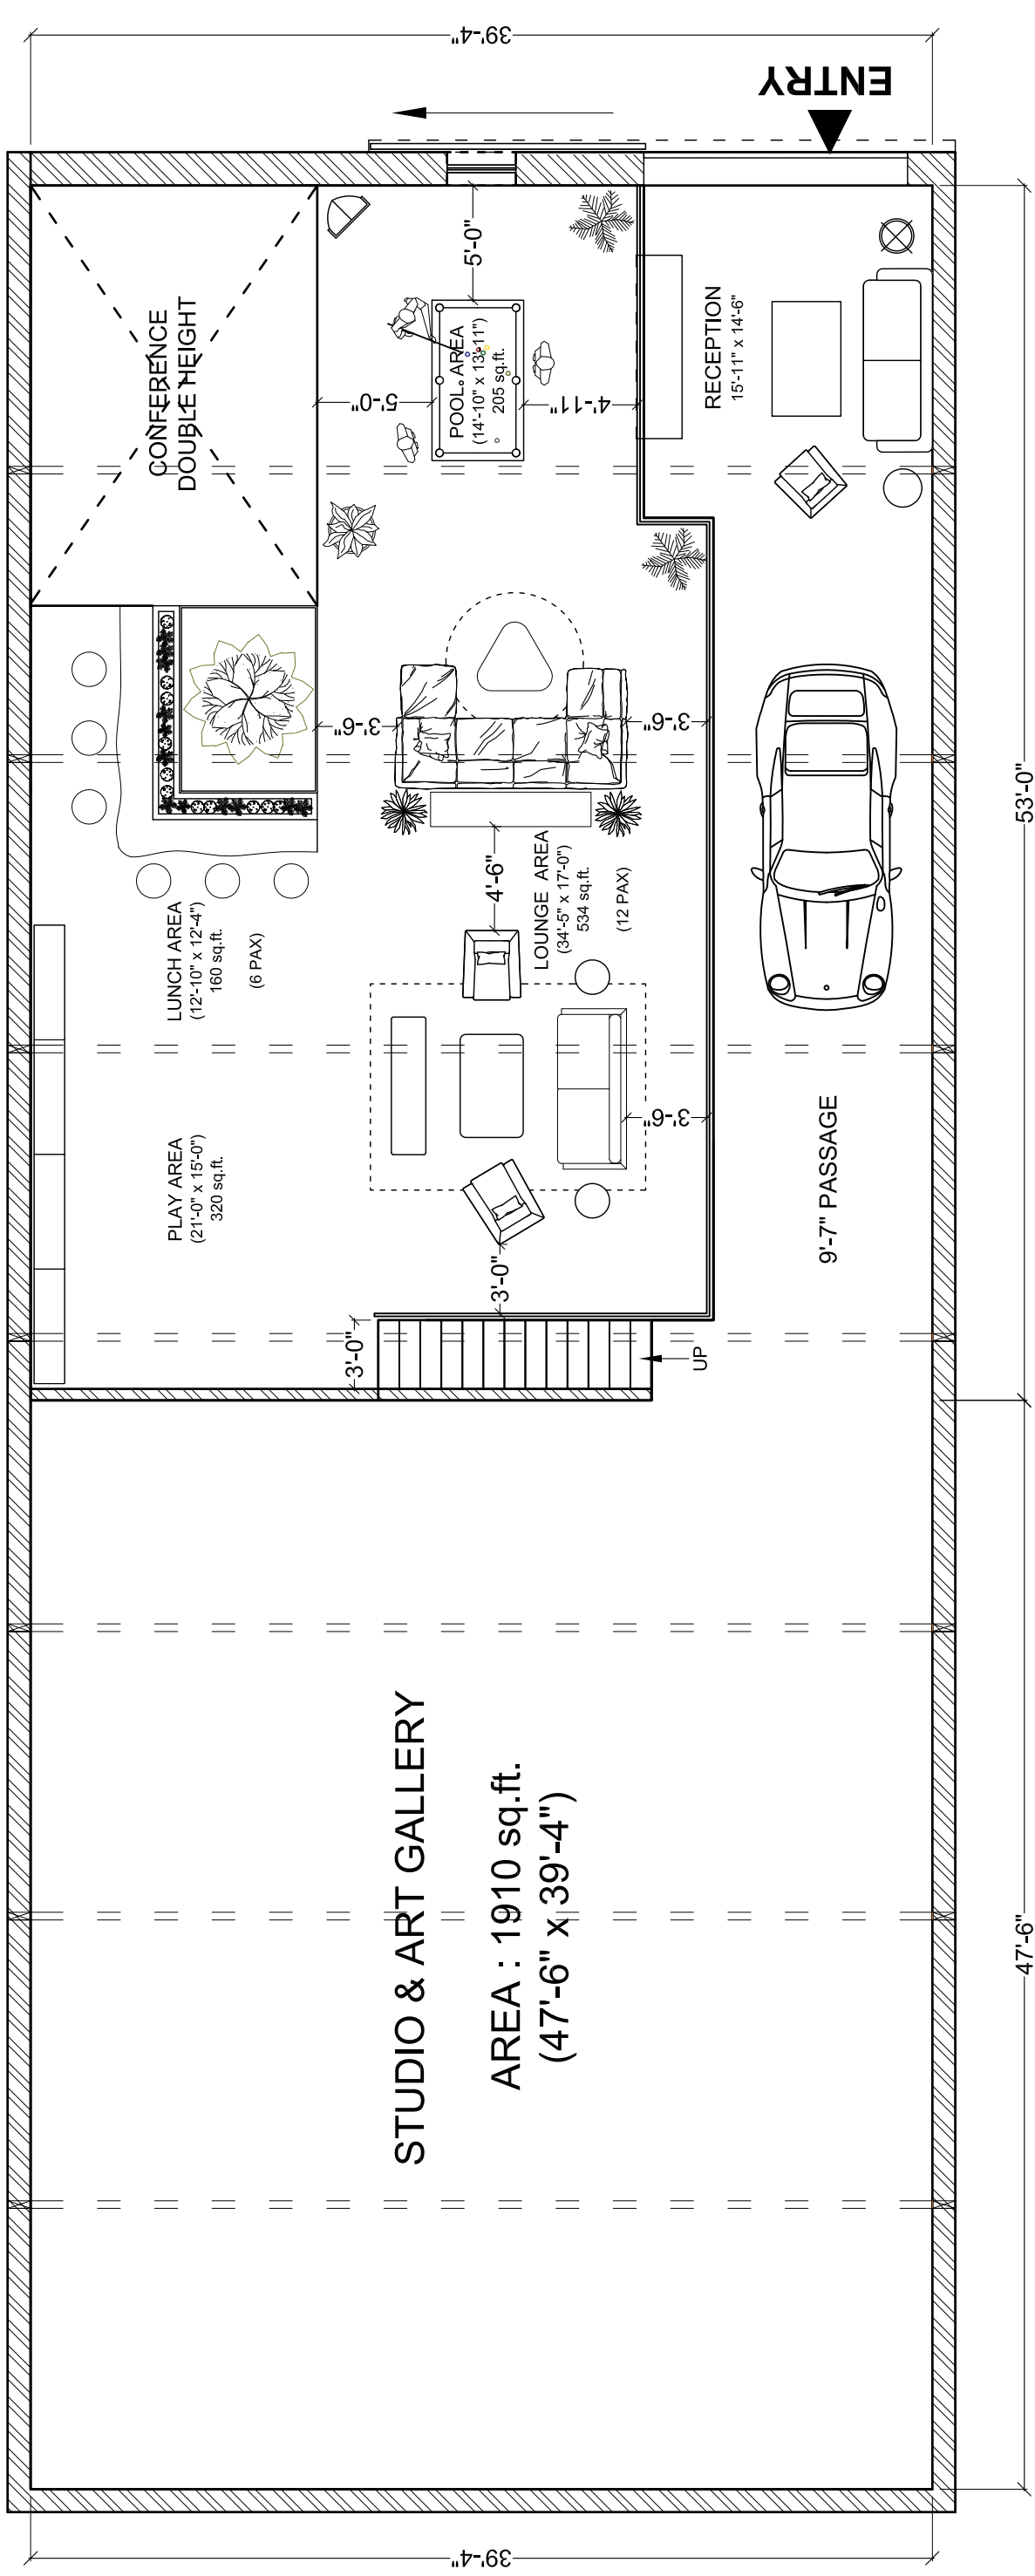 39'-4"
ENTRY
CONFERENCE
DOUBLE HEIGHT
5'-0"
POOL AREA
(14'-10" x 13'-11")
205 sq.ft.
5'-0"
4'-11"
RECEPTION
15'-11" x 14'-6"
3'-6"
3'-6"
53'-0"
4'-6"
LOUNGE AREA
(34'-5" x 17'-0")
534 sq.ft.
(12 PAX)
LUNCH AREA
(12'-10" x 12'-4")
160 sq.ft.
(6 PAX)
PLAY AREA
(21'-0" x 15'-0")
320 sq.ft.
3'-6"
9'-7" PASSAGE
3'-0"
3'-0"
UP
STUDIO & ART GALLERY
AREA : 1910 sq.ft.
(47'-6" x 39'-4")
47'-6"
39'-4"